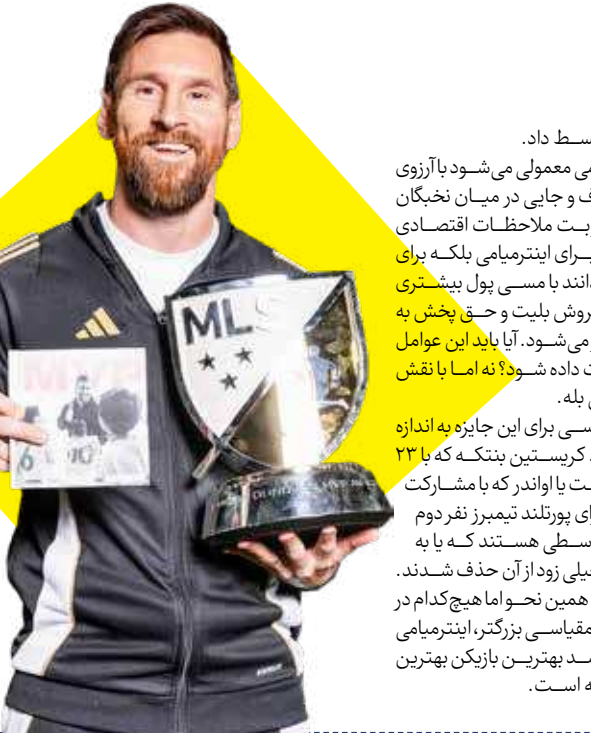 سط داد.
می معمولی می‌شود با آرزوی
ف و جایی در میان نخبگان
وبت ملاحظات اقتصادی
برای اینترمیامی بلکه برای
دانند با مسی پول بیشتری
روش بلیت و حق پخش به
می‌شود. آیا باید این عوامل
ت داده شود؟ نه اما با نقش
بله.
سی برای این جایزه به اندازه
کریستین بنتکه که با ۲۳
ت یا اواندر که با مشارکت
ای پورتلند تیمبرز نفر دوم
سطی هستند که یا به
خیلی زود از آن حذف شدند.
همین نحو اما هیچ‌کدام در
مقیاسی بزرگتر، اینترمیامی
سد بهترین بازیکن بهترین
ه است.
MLS
MVP
10